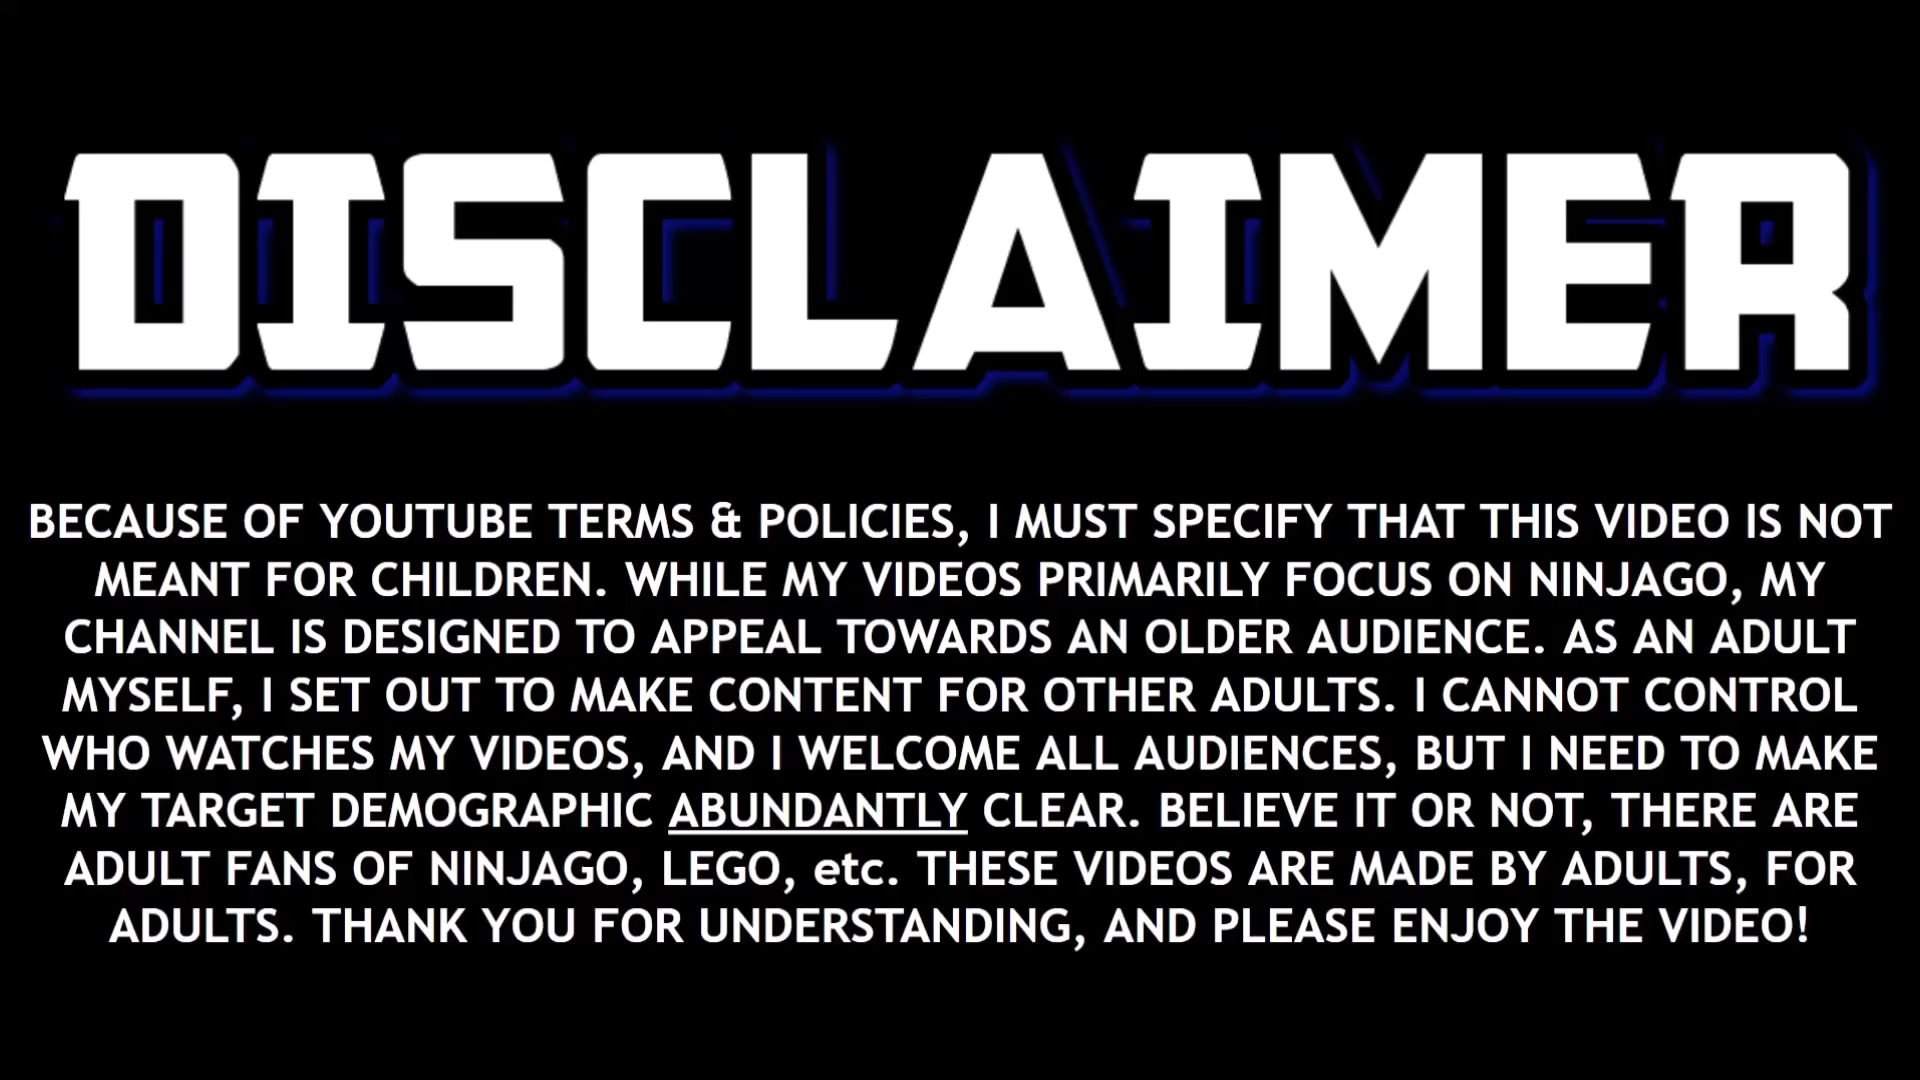 DISCLAIMER
BECAUSE OF YOUTUBE TERMS & POLICIES, I MUST SPECIFY THAT THIS VIDEO IS NOT
MEANT FOR CHILDREN. WHILE MY VIDEOS PRIMARILY FOCUS ON NINJAGO, MY
CHANNEL IS DESIGNED TO APPEAL TOWARDS AN OLDER AUDIENCE. AS AN ADULT
MYSELF, I SET OUT TO MAKE CONTENT FOR OTHER ADULTS. I CANNOT CONTROL
WHO WATCHES MY VIDEOS, AND I WELCOME ALL AUDIENCES, BUT I NEED TO MAKE
MY TARGET DEMOGRAPHIC ABUNDANTLY CLEAR. BELIEVE IT OR NOT, THERE ARE
ADULT FANS OF NINJAGO, LEGO, etc. THESE VIDEOS ARE MADE BY ADULTS, FOR
ADULTS. THANK YOU FOR UNDERSTANDING, AND PLEASE ENJOY THE VIDEO!